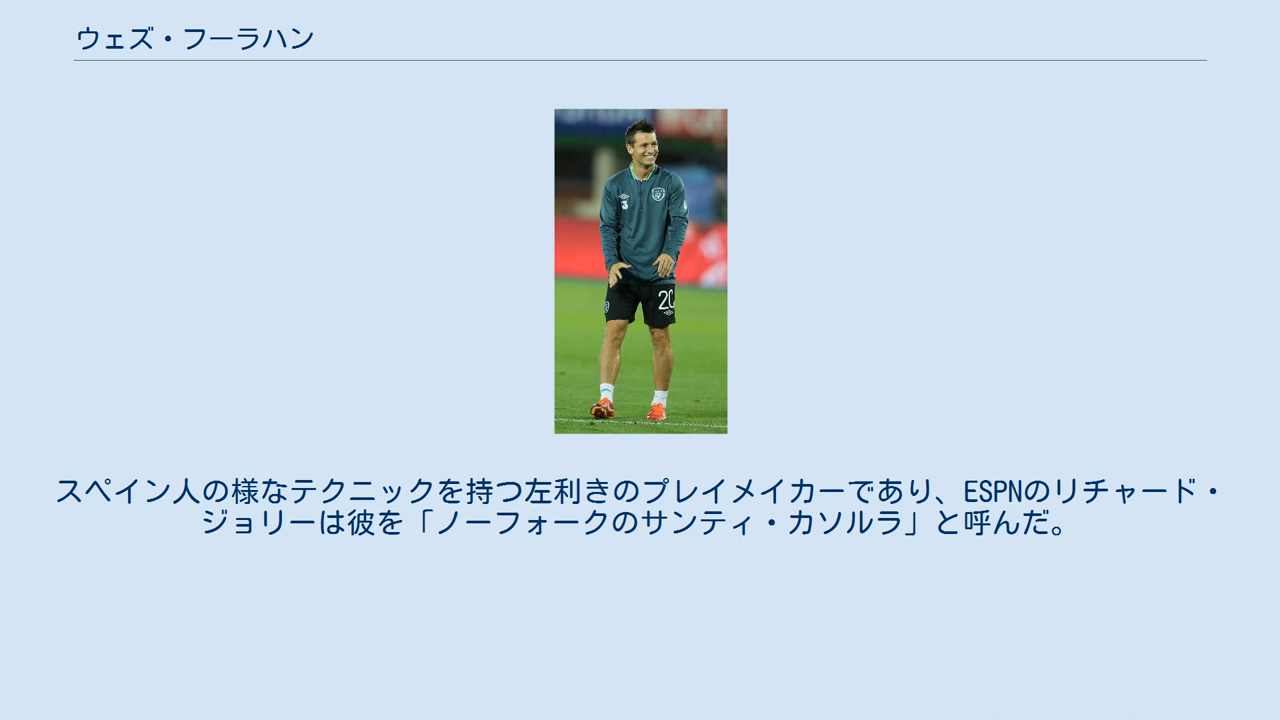 ウェズ・フーラハン
3
20
スペイン人の様なテクニックを持つ左利きのプレイメイカーであり、ESPNのリチャード・
ジョリーは彼を「ノーフォークのサンティ・カソルラ」と呼んだ。